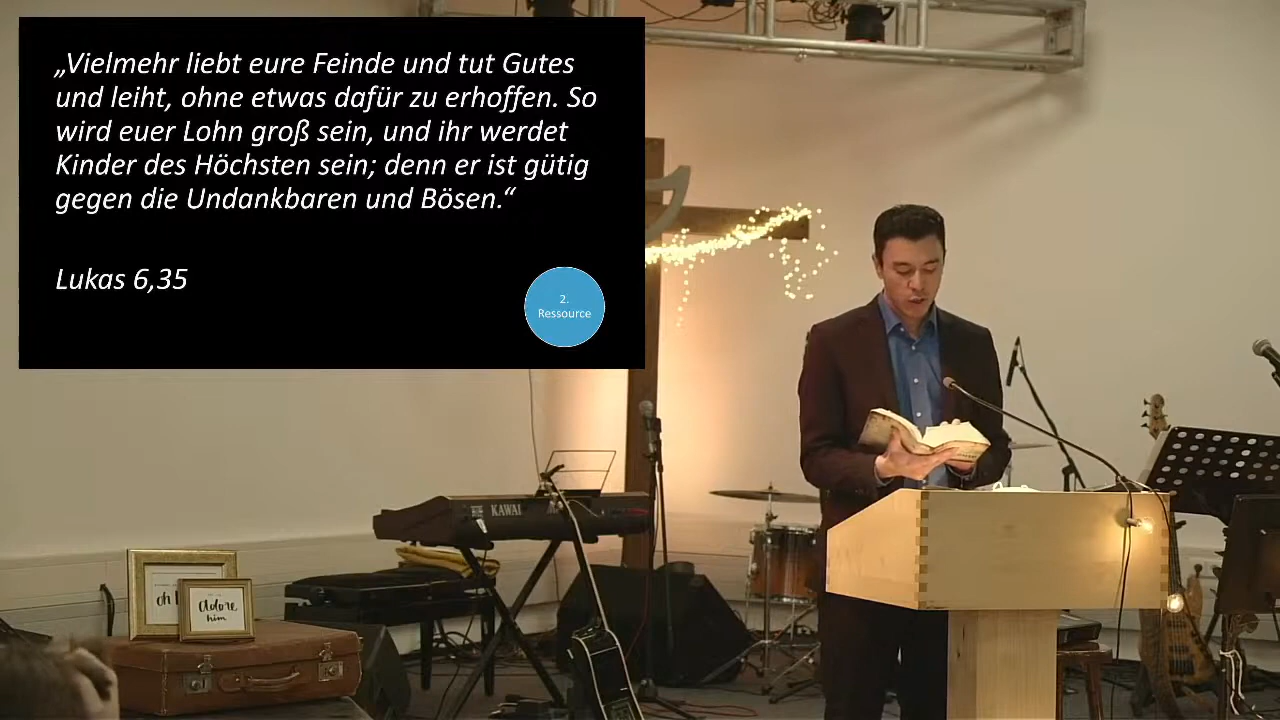 „Vielmehr liebt eure Feinde und tut Gutes
und leiht, ohne etwas dafür zu erhoffen. So
wird euer Lohn groß sein, und ihr werdet
Kinder des Höchsten sein; denn er ist gütig
gegen die Undankbaren und Bösen.“
Lukas 6,35
2.
Ressource
KAWAI
oh
adore
him